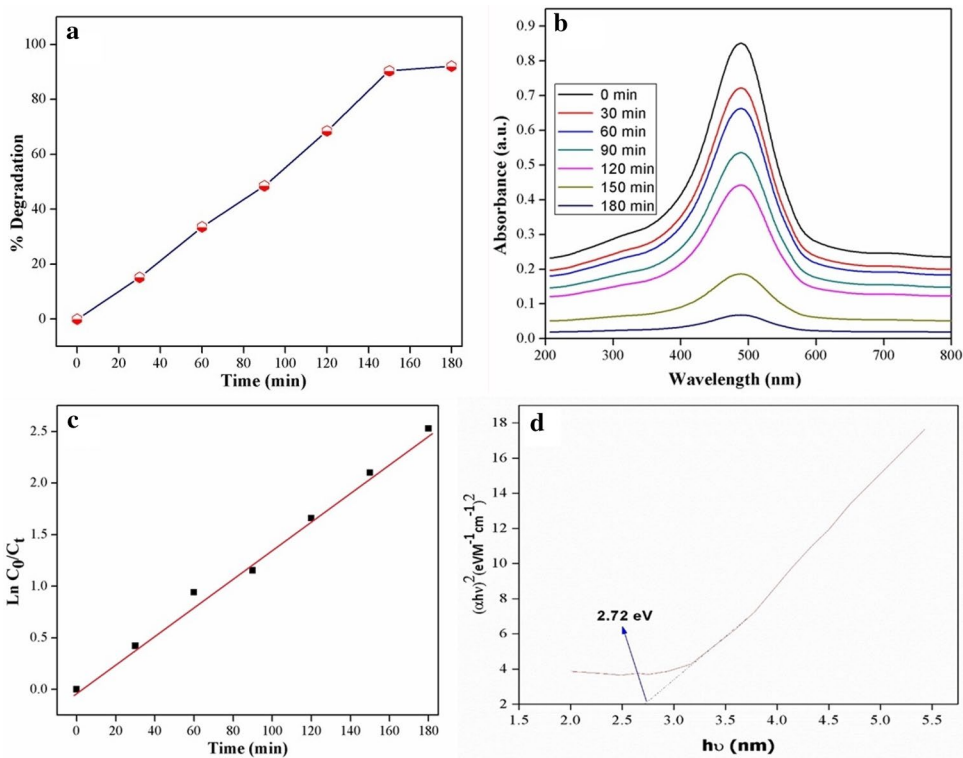 a
100
80
60
40
20
0
% Degradation
0 20 40 60 80 100 120 140 160 180
Time (min)
b
0.9
0.8
0.7
0.6
0.5
0.4
0.3
0.2
0.1
0.0
Absorbance (a.u.)
0 min
30 min
60 min
90 min
120 min
150 min
180 min
200 300 400 500 600 700 800
Wavelength (nm)
c
2.5
2.0
1.5
1.0
0.5
0.0
Ln C₀/Cₜ
0 20 40 60 80 100 120 140 160 180
Time (min)
d
18
16
14
12
10
8
6
4
2
(αhν)²(eVM⁻¹cm⁻¹)²
2.72 eV
1.5 2.0 2.5 3.0 3.5 4.0 4.5 5.0 5.5
hυ (nm)